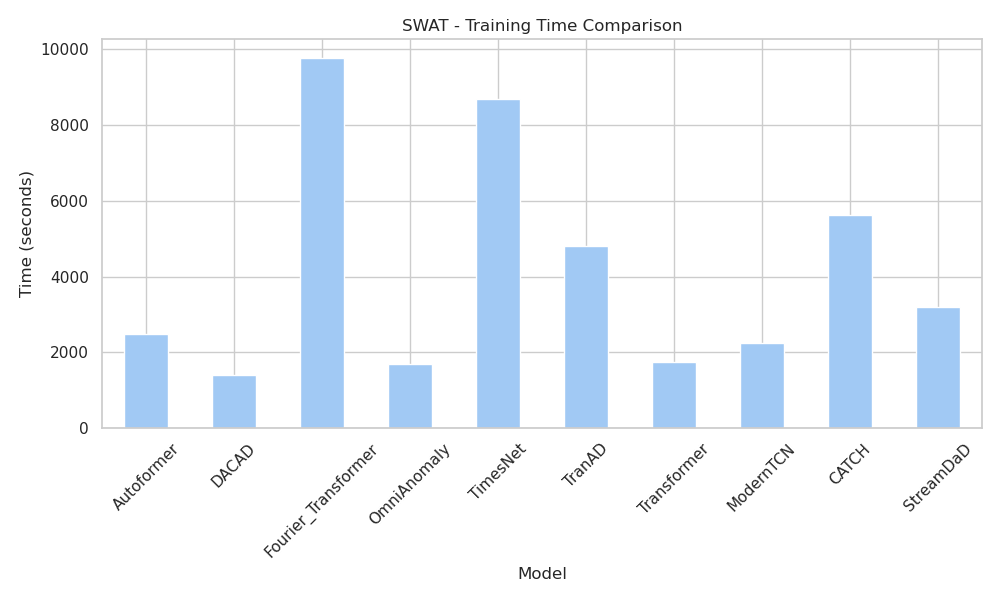 SWAT - Training Time Comparison
10000
8000
6000
4000
2000
0
Time (seconds)
Autoformer
DACAD
Fourier_Transformer
OmniAnomaly
TimesNet
TranAD
Transformer
ModernTCN
CATCH
StreamDaD
Model